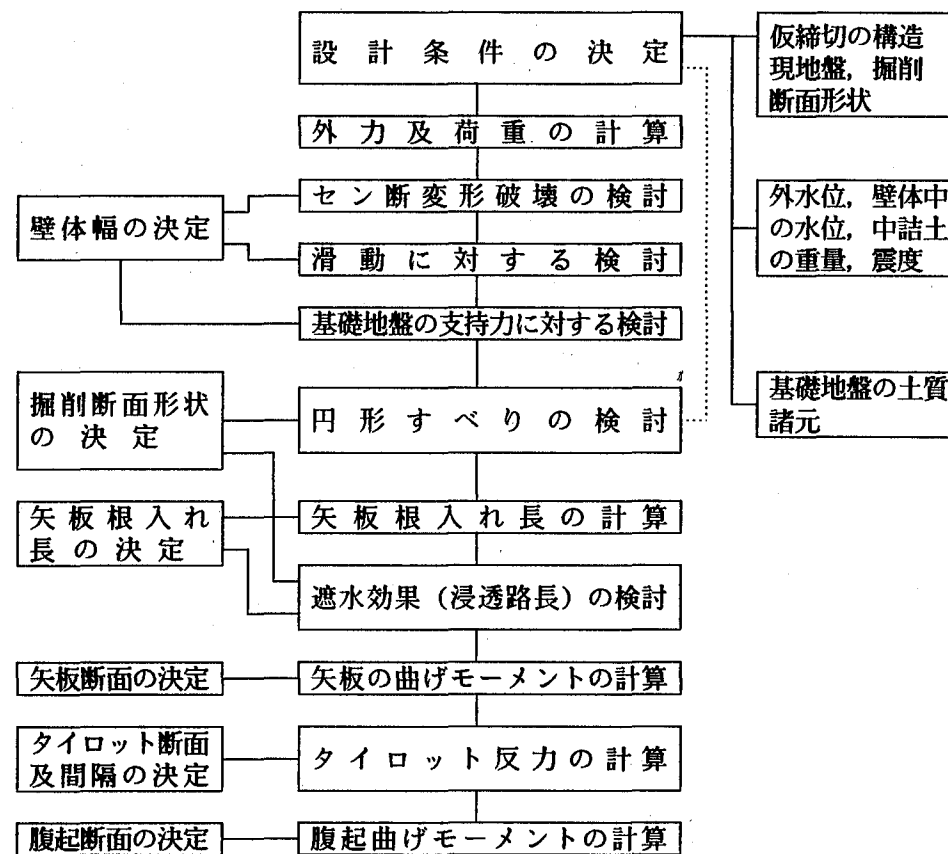 設計条件の決定
外力及荷重の計算
セン断変形破壊の検討
滑動に対する検討
基礎地盤の支持力に対する検討
円形すべりの検討
矢板根入れ長の計算
遮水効果（浸透路長）の検討
矢板の曲げモーメントの計算
タイロット反力の計算
腹起曲げモーメントの計算
壁体幅の決定
掘削断面形状
の決定
矢板根入れ
長の決定
矢板断面の決定
タイロット断面
及間隔の決定
腹起断面の決定
仮締切の構造
現地盤，掘削
断面形状
外水位，壁体中
の水位，中詰土
の重量，震度
基礎地盤の土質
諸元